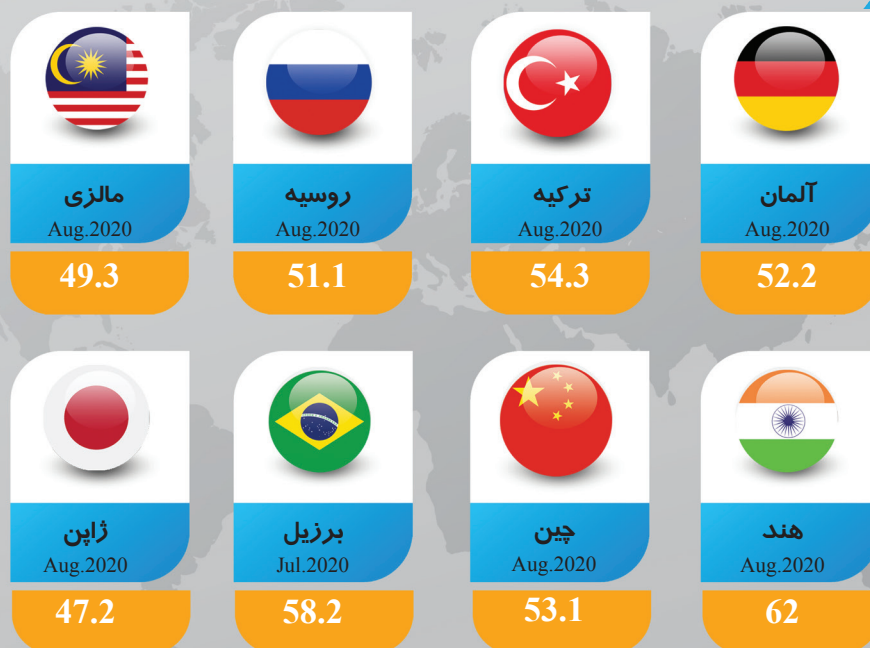 آلمان
Aug.2020
52.2
ترکیه
Aug.2020
54.3
روسیه
Aug.2020
51.1
مالزی
Aug.2020
49.3
هند
Aug.2020
62
چین
Aug.2020
53.1
برزیل
Jul.2020
58.2
ژاپن
Aug.2020
47.2